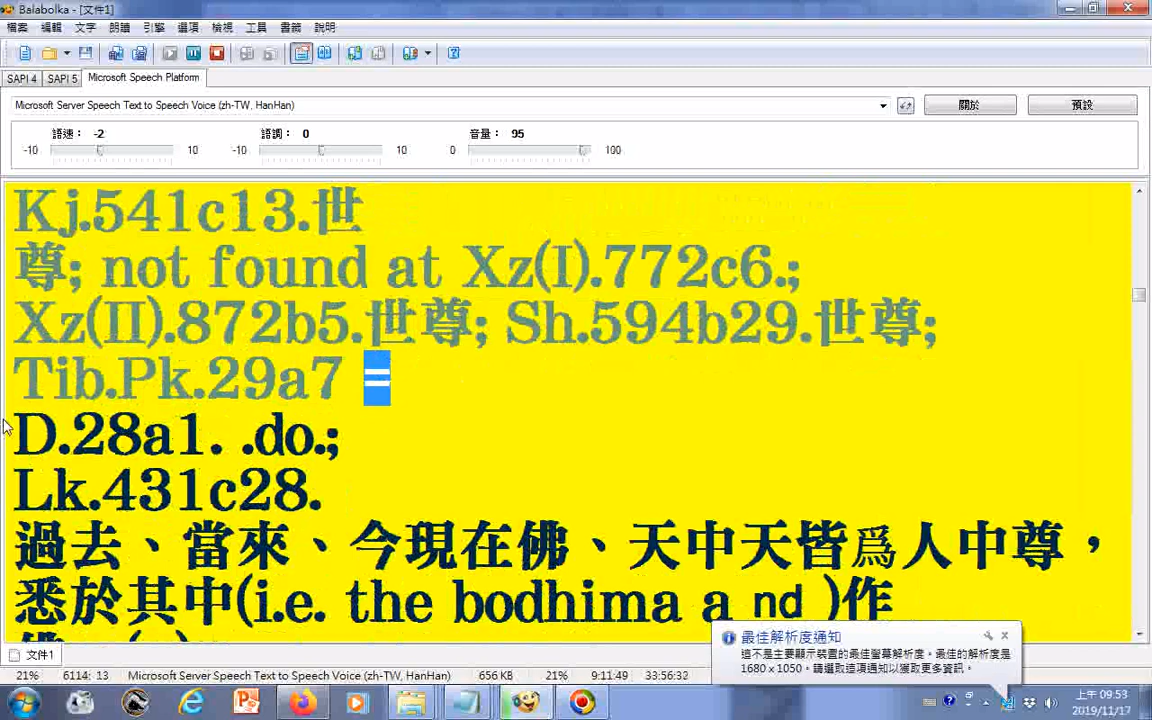 Balabolka - [文件1]
檔案 編輯 文字 朗讀 引擎 選項 檢視 工具 書籤 說明
SAPI 4 SAPI 5 Microsoft Speech Platform
Microsoft Server Speech Text to Speech Voice (zh-TW, HanHan) 關於 預設
語速： -2 語調： 0 音量： 95
-10 10 -10 10 0 100
Kj.541c13.世
尊; not found at Xz(I).772c6.;
Xz(II).872b5.世尊; Sh.594b29.世尊;
Tib.Pk.29a7 =
D.28a1. .do.;
Lk.431c28.
過去、當來、今現在佛、天中天皆爲人中尊，
悉於其中(i.e. the bodhima a nd )作
最佳解析度通知
這不是主要顯示裝置的最佳螢幕解析度。最佳的解析度是
1680 x 1050。請選取這項通知以獲取更多資訊。
文件1
21% 6114: 13 Microsoft Server Speech Text to Speech Voice (zh-TW, HanHan) 656 KB 21% 9:11:49 33:56:32
上午 09:53
2019/11/17